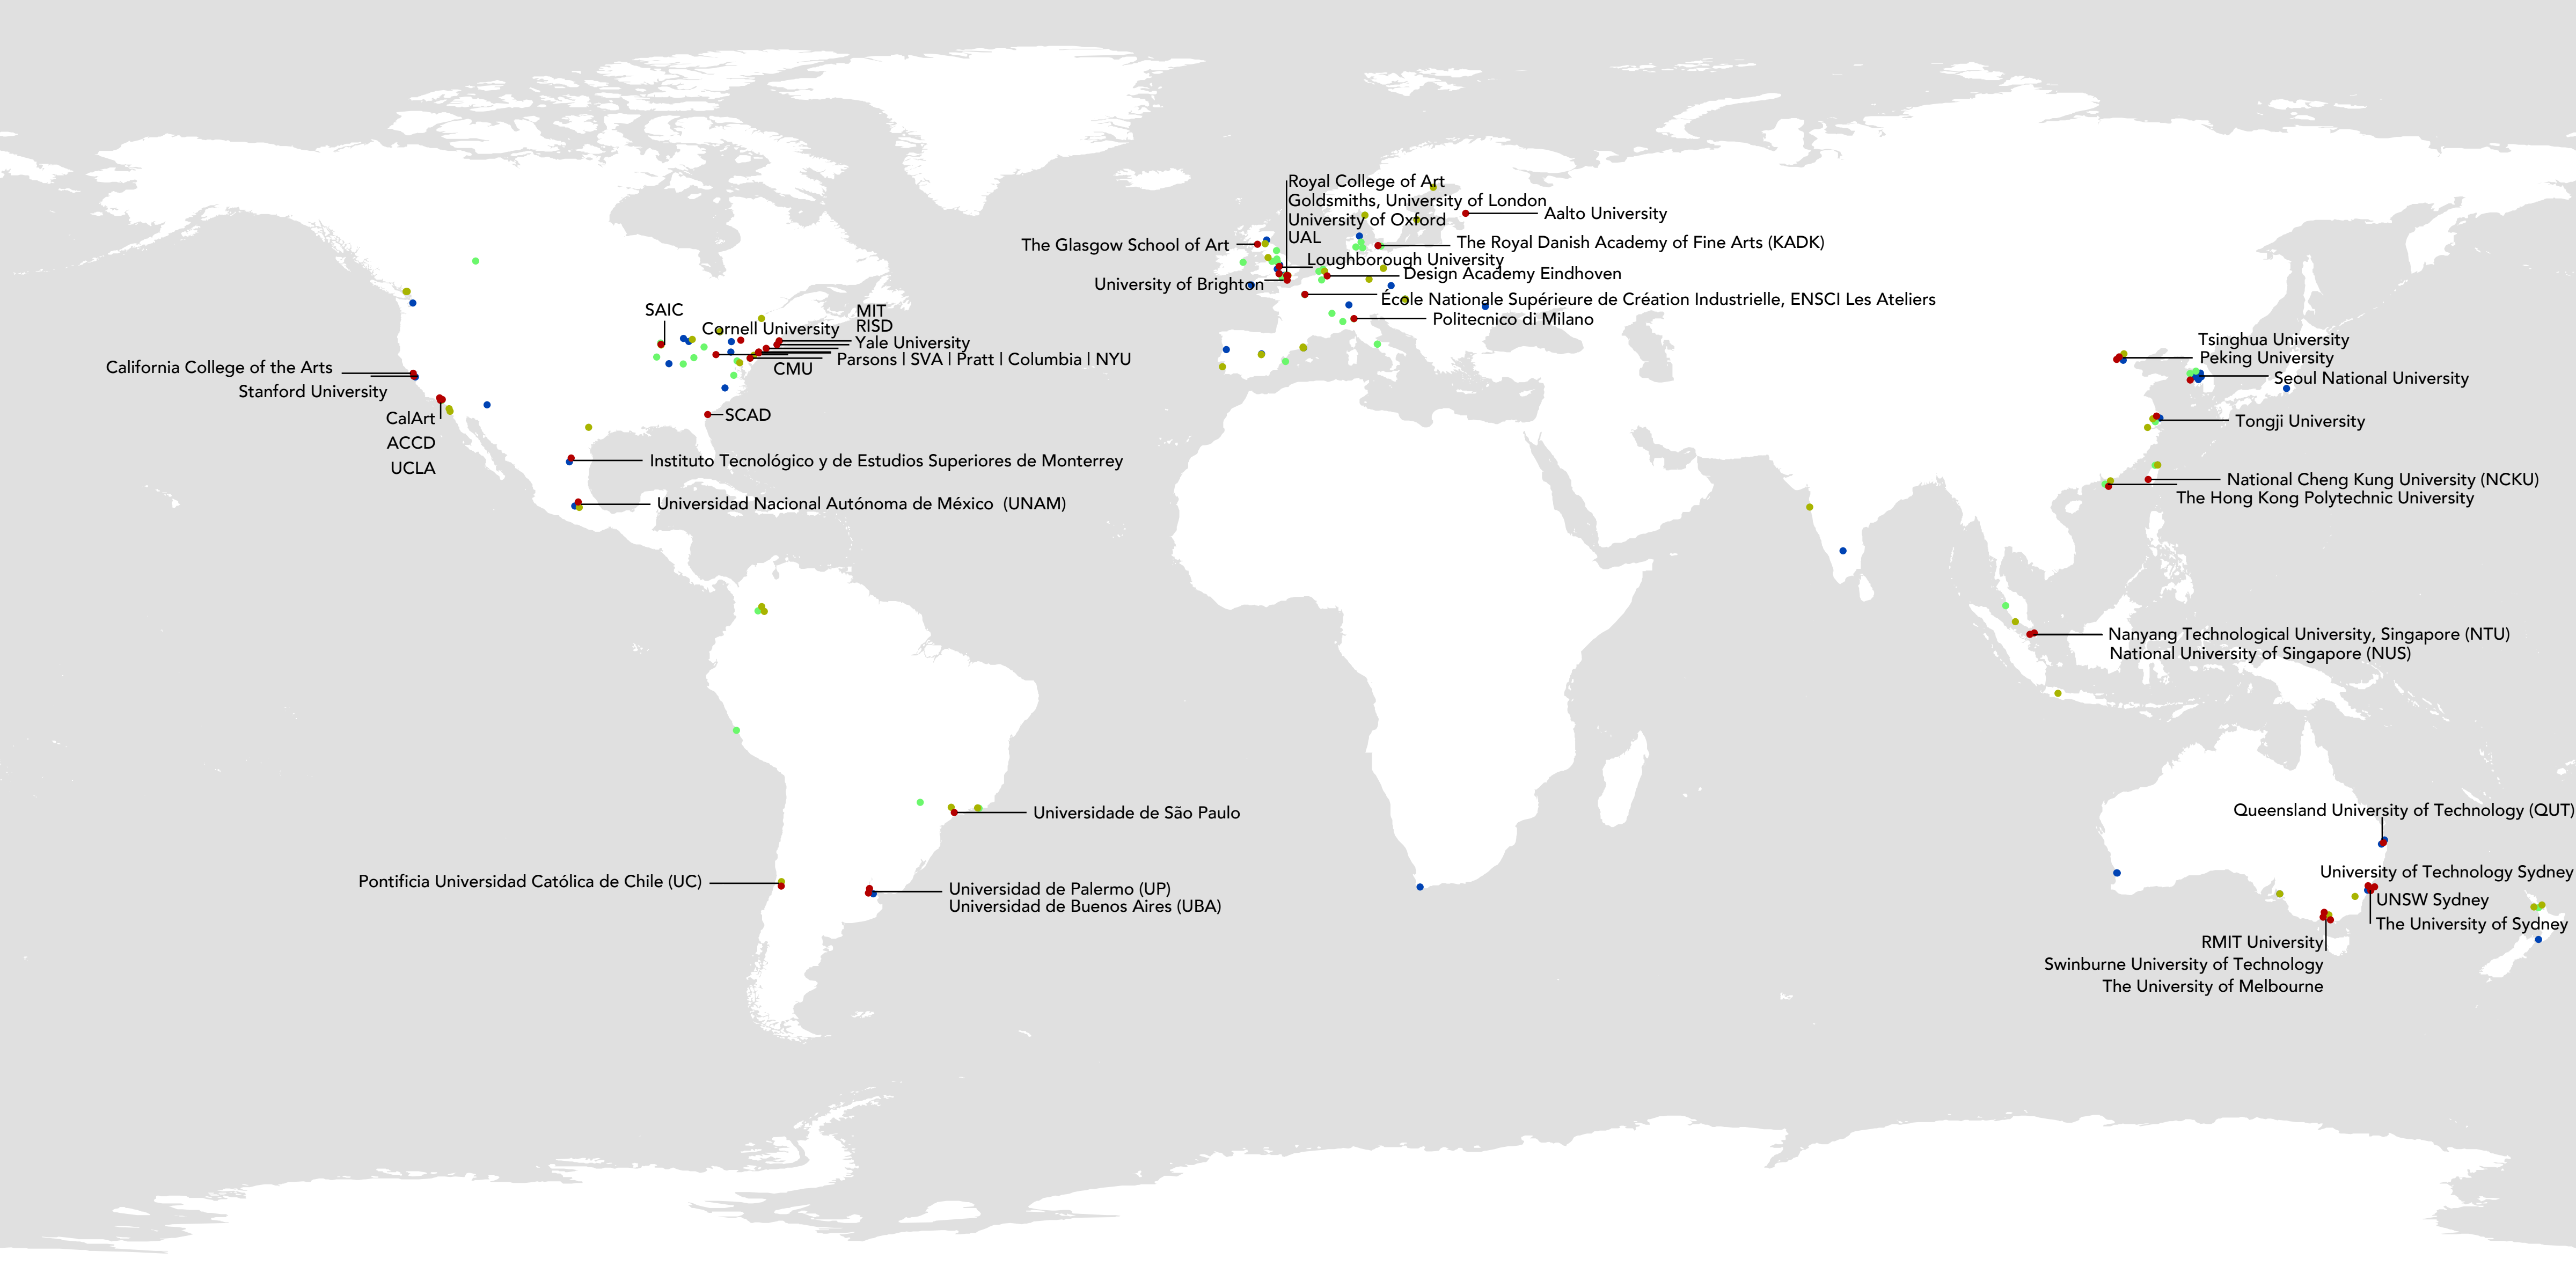 Royal College of Art
Goldsmiths, University of London
University of Oxford
UAL
Aalto University
The Glasgow School of Art
The Royal Danish Academy of Fine Arts (KADK)
Loughborough University
Design Academy Eindhoven
University of Brighton
École Nationale Supérieure de Création Industrielle, ENSCI Les Ateliers
Politecnico di Milano
SAIC
MIT
RISD
Cornell University
Yale University
Parsons | SVA | Pratt | Columbia | NYU
CMU
California College of the Arts
Stanford University
CalArt
ACCD
UCLA
SCAD
Instituto Tecnológico y de Estudios Superiores de Monterrey
Universidad Nacional Autónoma de México (UNAM)
Tsinghua University
Peking University
Seoul National University
Tongji University
National Cheng Kung University (NCKU)
The Hong Kong Polytechnic University
Nanyang Technological University, Singapore (NTU)
National University of Singapore (NUS)
Universidade de São Paulo
Pontificia Universidad Católica de Chile (UC)
Universidad de Palermo (UP)
Universidad de Buenos Aires (UBA)
Queensland University of Technology (QUT)
University of Technology Sydney
UNSW Sydney
The University of Sydney
RMIT University
Swinburne University of Technology
The University of Melbourne